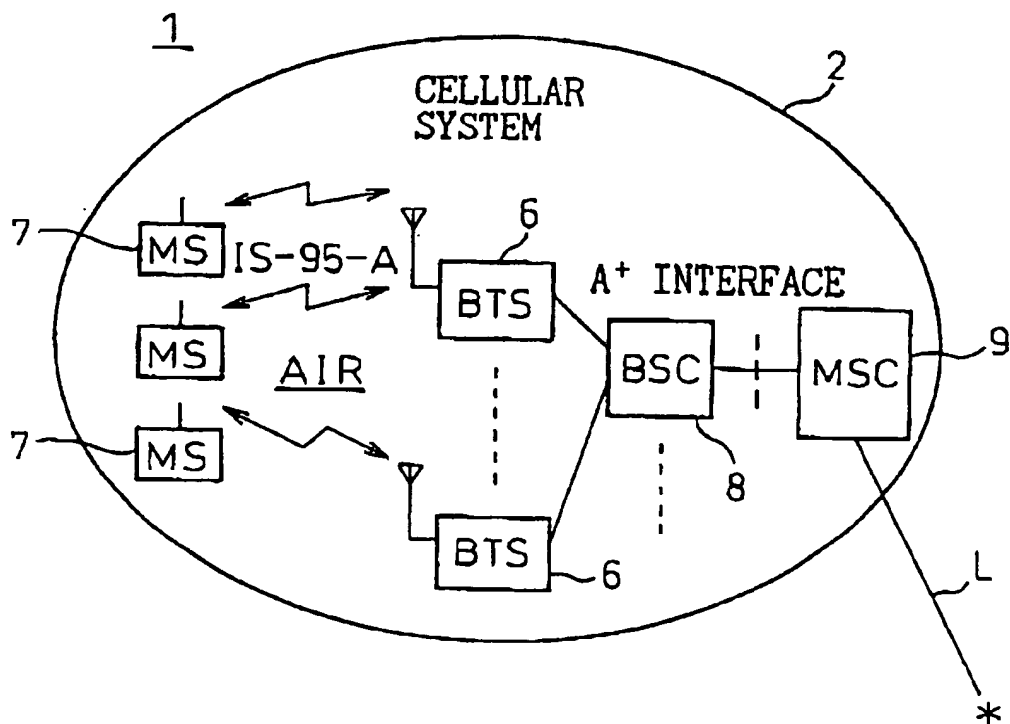 1
2
CELLULAR
SYSTEM
7
MS
IS-95-A
6
BTS
A+ INTERFACE
MS
AIR
BSC
MSC
9
7
MS
8
BTS
6
L
*